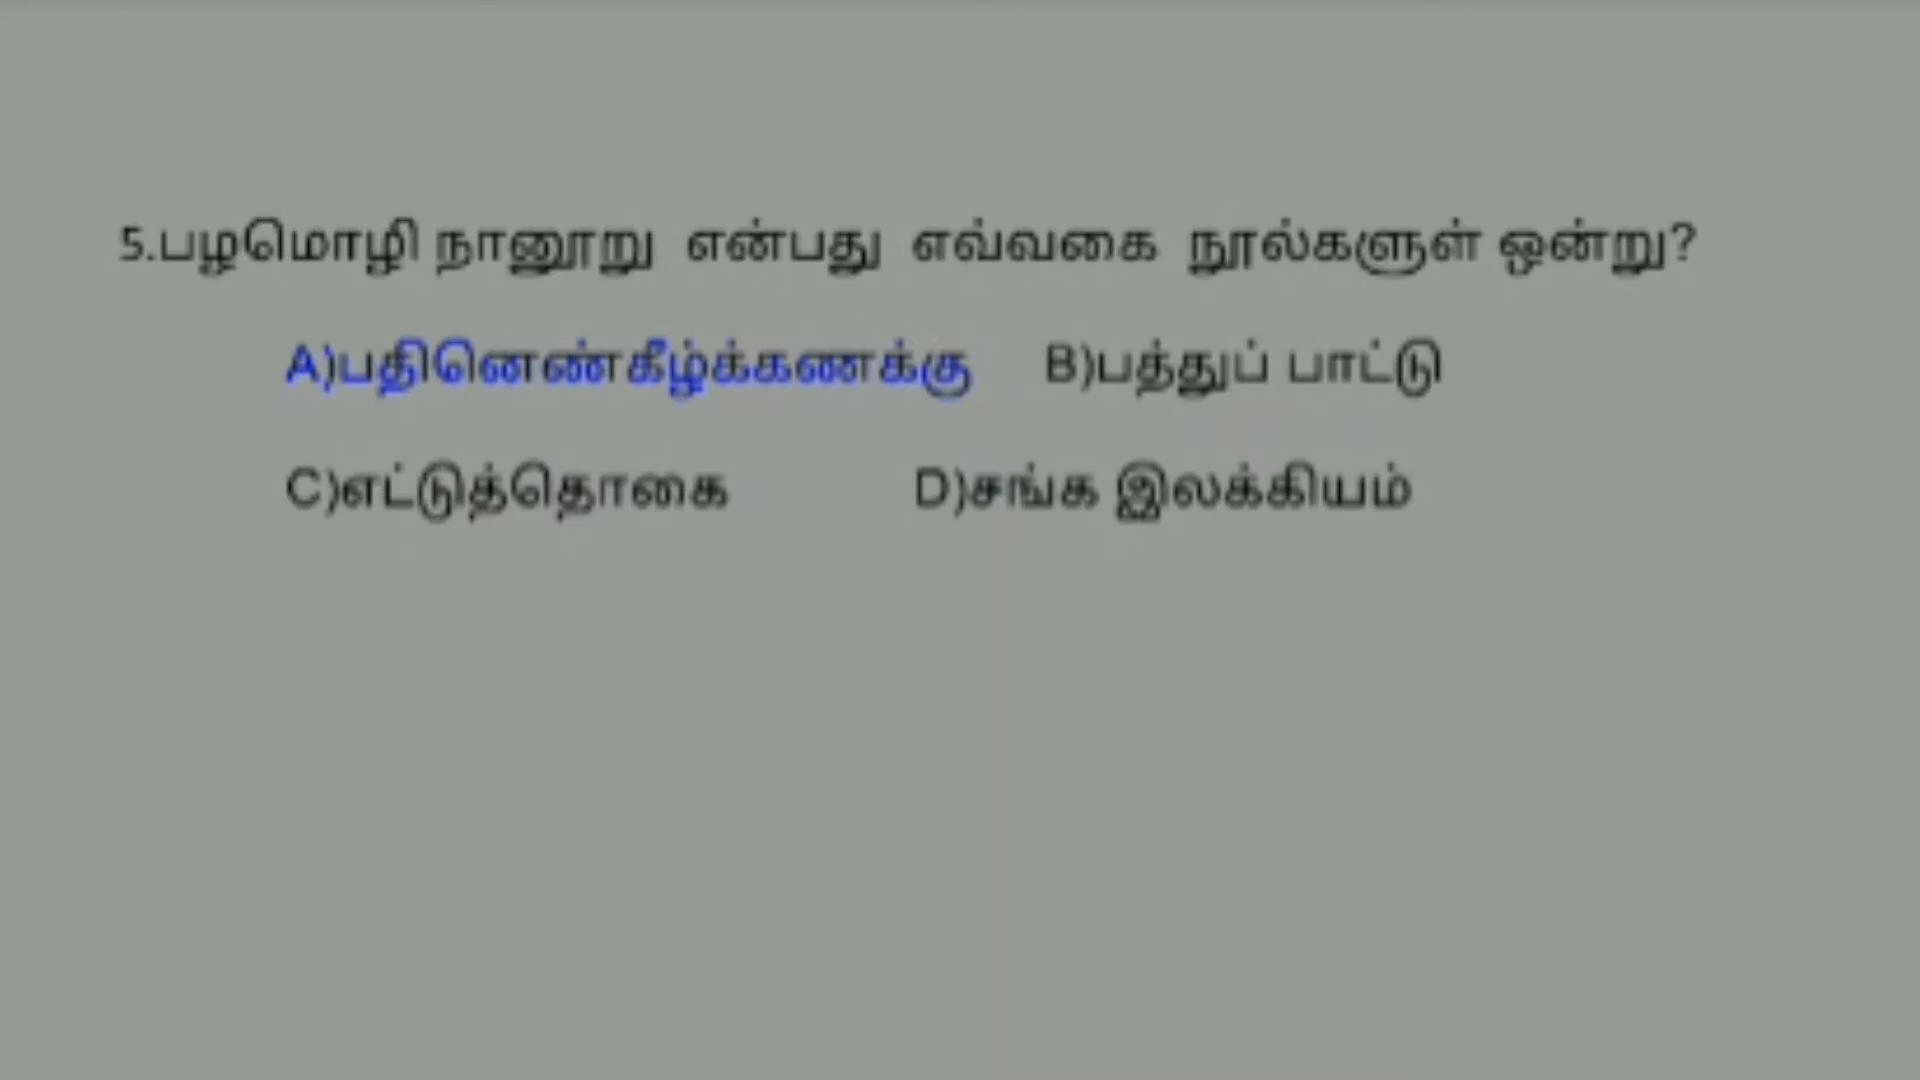 5.பழமொழி நானூறு என்பது எவ்வகை நூல்களுள் ஒன்று?
A)பதினெண்கீழ்க்கணக்கு B)பத்துப் பாட்டு
C)எட்டுத்தொகை D)சங்க இலக்கியம்